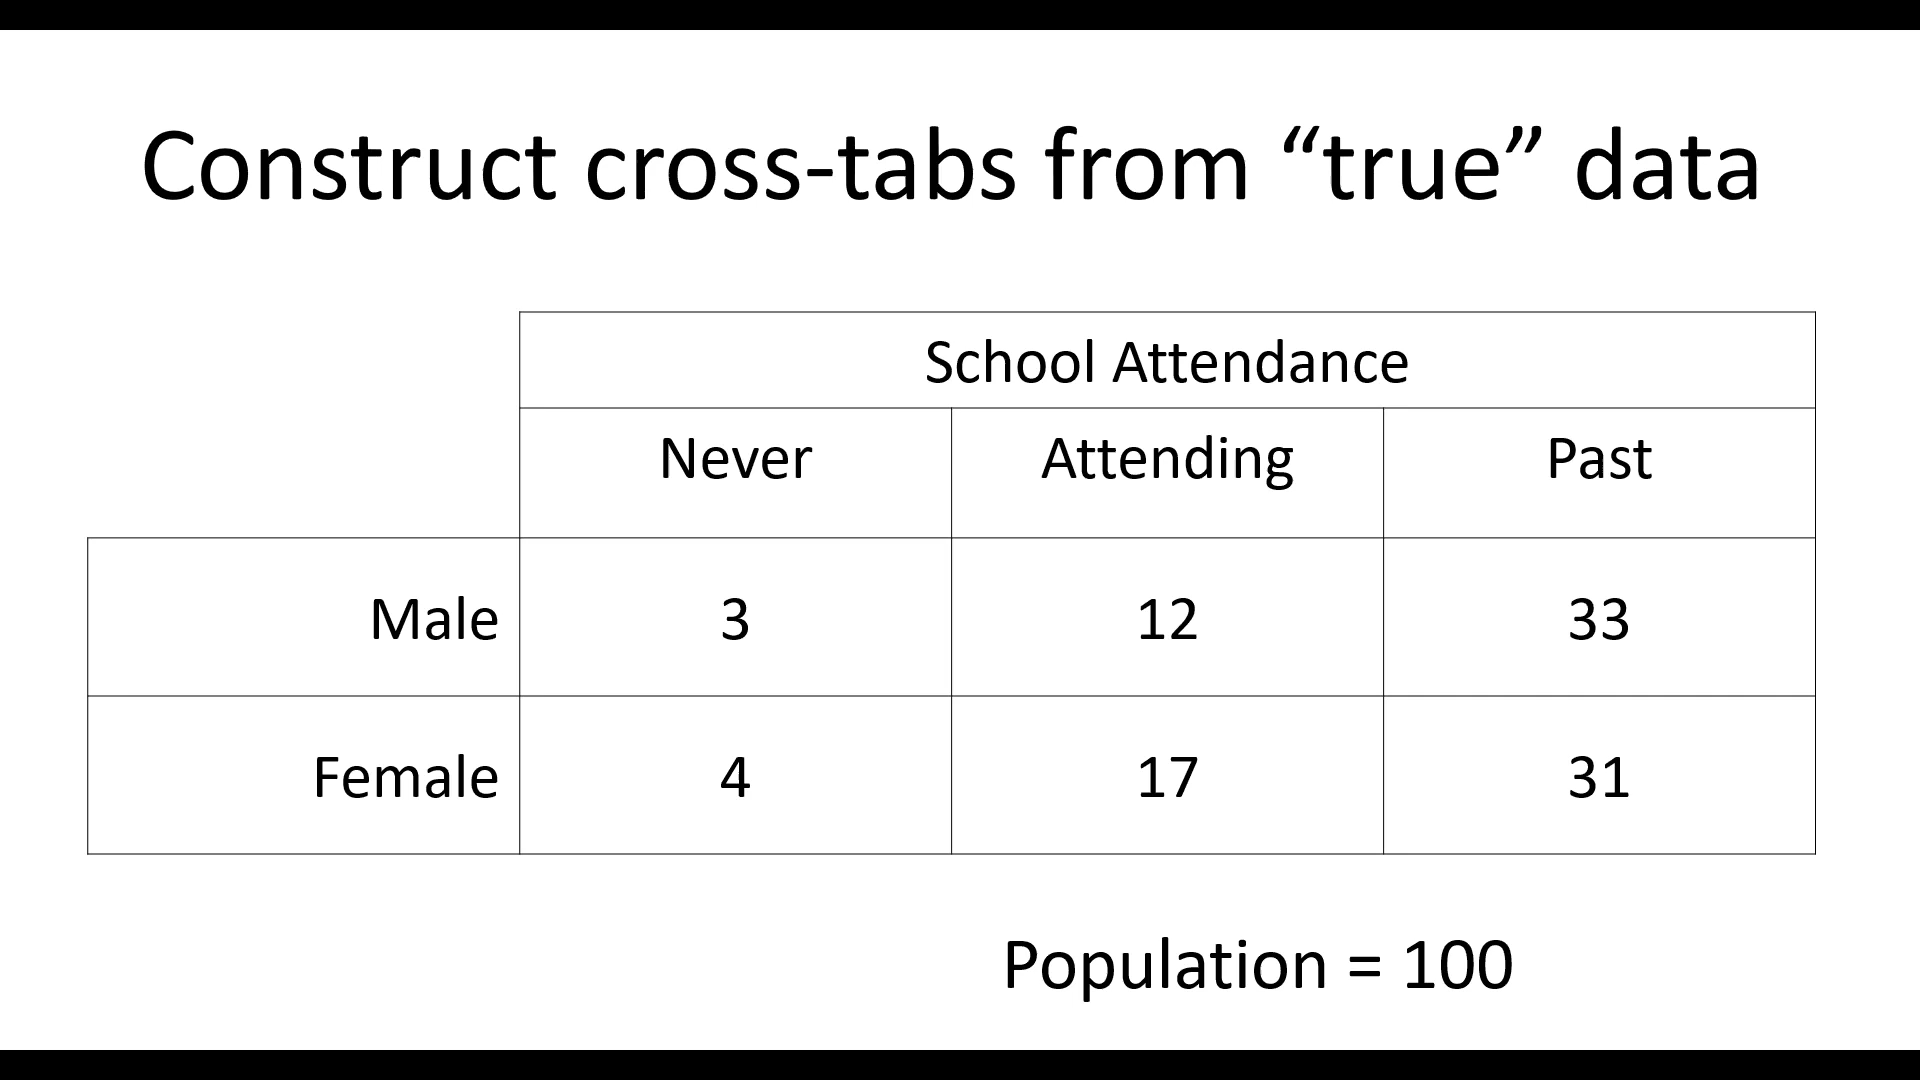 Construct cross-tabs from “true” data
School Attendance
Never Attending Past
Male 3 12 33
Female 4 17 31
Population = 100